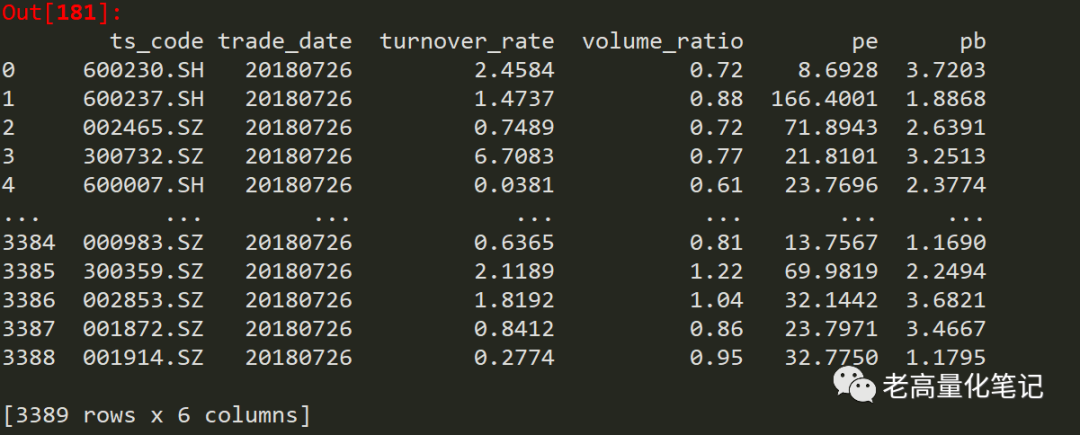 Out[181]:
ts_code trade_date turnover_rate volume_ratio pe pb
0 600230.SH 20180726 2.4584 0.72 8.6928 3.7203
1 600237.SH 20180726 1.4737 0.88 166.4001 1.8868
2 002465.SZ 20180726 0.7489 0.72 71.8943 2.6391
3 300732.SZ 20180726 6.7083 0.77 21.8101 3.2513
4 600007.SH 20180726 0.0381 0.61 23.7696 2.3774
... ... ... ... ... ... ...
3384 000983.SZ 20180726 0.6365 0.81 13.7567 1.1690
3385 300359.SZ 20180726 2.1189 1.22 69.9819 2.2494
3386 002853.SZ 20180726 1.8192 1.04 32.1442 3.6821
3387 001872.SZ 20180726 0.8412 0.86 23.7971 3.4667
3388 001914.SZ 20180726 0.2774 0.95 32.7750 1.1795
老高量化笔记
[3389 rows x 6 columns]